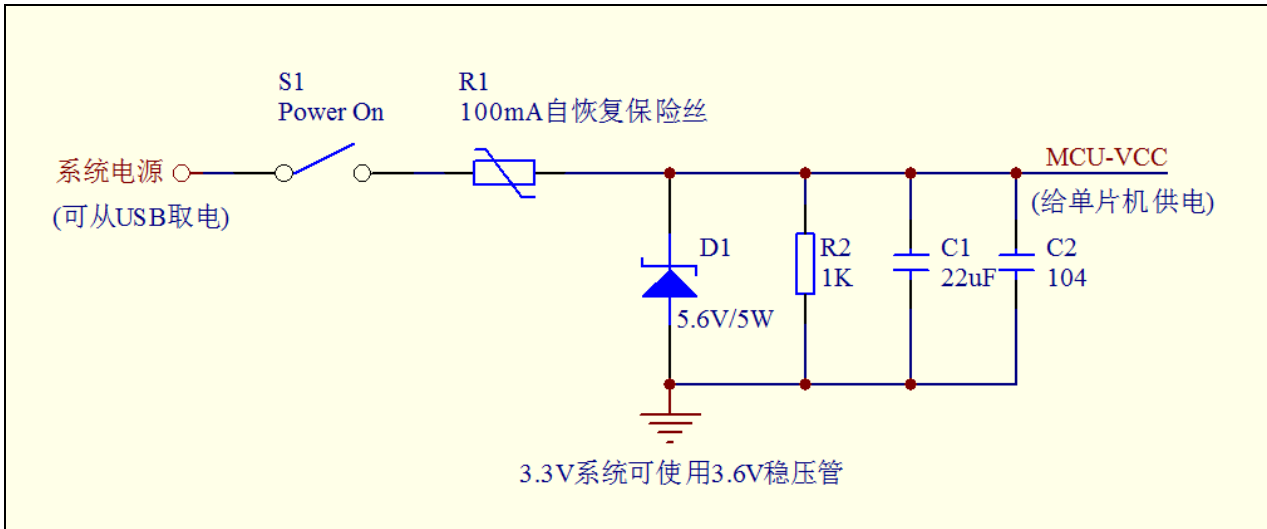 S1
Power On
R1
100mA自恢复保险丝
系统电源
(可从USB取电)
MCU-VCC
(给单片机供电)
D1
5.6V/5W
R2
1K
C1
22uF
C2
104
3.3V系统可使用3.6V稳压管